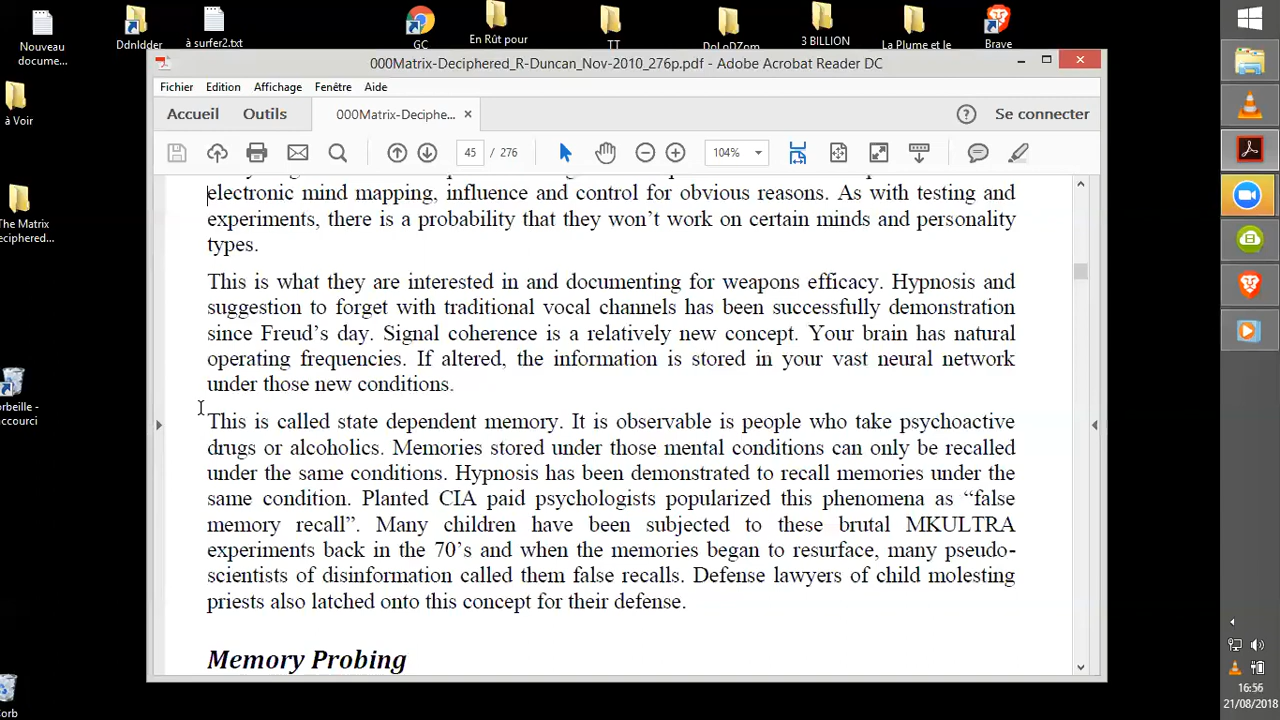 Nouveau
docume...
DdnIdder
à surfer2.txt
GC
En Rût pour
TT
DoLoDZom
3 BILLION
La Plume et le
Brave
à Voir
The Matrix
eciphered...
orbeille -
accourci
Corb
000Matrix-Deciphered_R-Duncan_Nov-2010_276p.pdf - Adobe Acrobat Reader DC
Fichier Edition Affichage Fenêtre Aide
Accueil Outils 000Matrix-Deciphe... × Se connecter
45 / 276 104%
electronic mind mapping, influence and control for obvious reasons. As with testing and
experiments, there is a probability that they won’t work on certain minds and personality
types.
This is what they are interested in and documenting for weapons efficacy. Hypnosis and
suggestion to forget with traditional vocal channels has been successfully demonstration
since Freud’s day. Signal coherence is a relatively new concept. Your brain has natural
operating frequencies. If altered, the information is stored in your vast neural network
under those new conditions.
This is called state dependent memory. It is observable is people who take psychoactive
drugs or alcoholics. Memories stored under those mental conditions can only be recalled
under the same conditions. Hypnosis has been demonstrated to recall memories under the
same condition. Planted CIA paid psychologists popularized this phenomena as “false
memory recall”. Many children have been subjected to these brutal MKULTRA
experiments back in the 70’s and when the memories began to resurface, many pseudo-
scientists of disinformation called them false recalls. Defense lawyers of child molesting
priests also latched onto this concept for their defense.
Memory Probing
16:56
21/08/2018